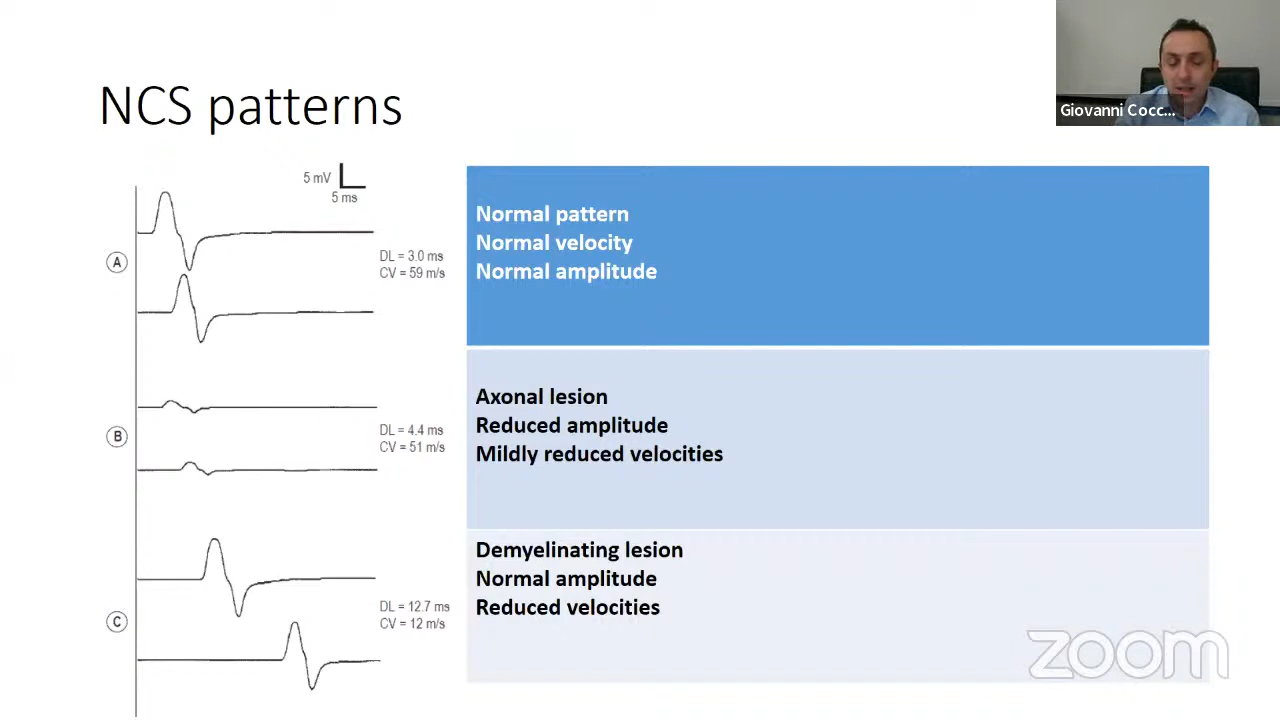 Giovanni Cocc...
NCS patterns
5 mV
5 ms
A
DL = 3.0 ms
CV = 59 m/s
B
DL = 4.4 ms
CV = 51 m/s
C
DL = 12.7 ms
CV = 12 m/s
Normal pattern
Normal velocity
Normal amplitude
Axonal lesion
Reduced amplitude
Mildly reduced velocities
Demyelinating lesion
Normal amplitude
Reduced velocities
zoom